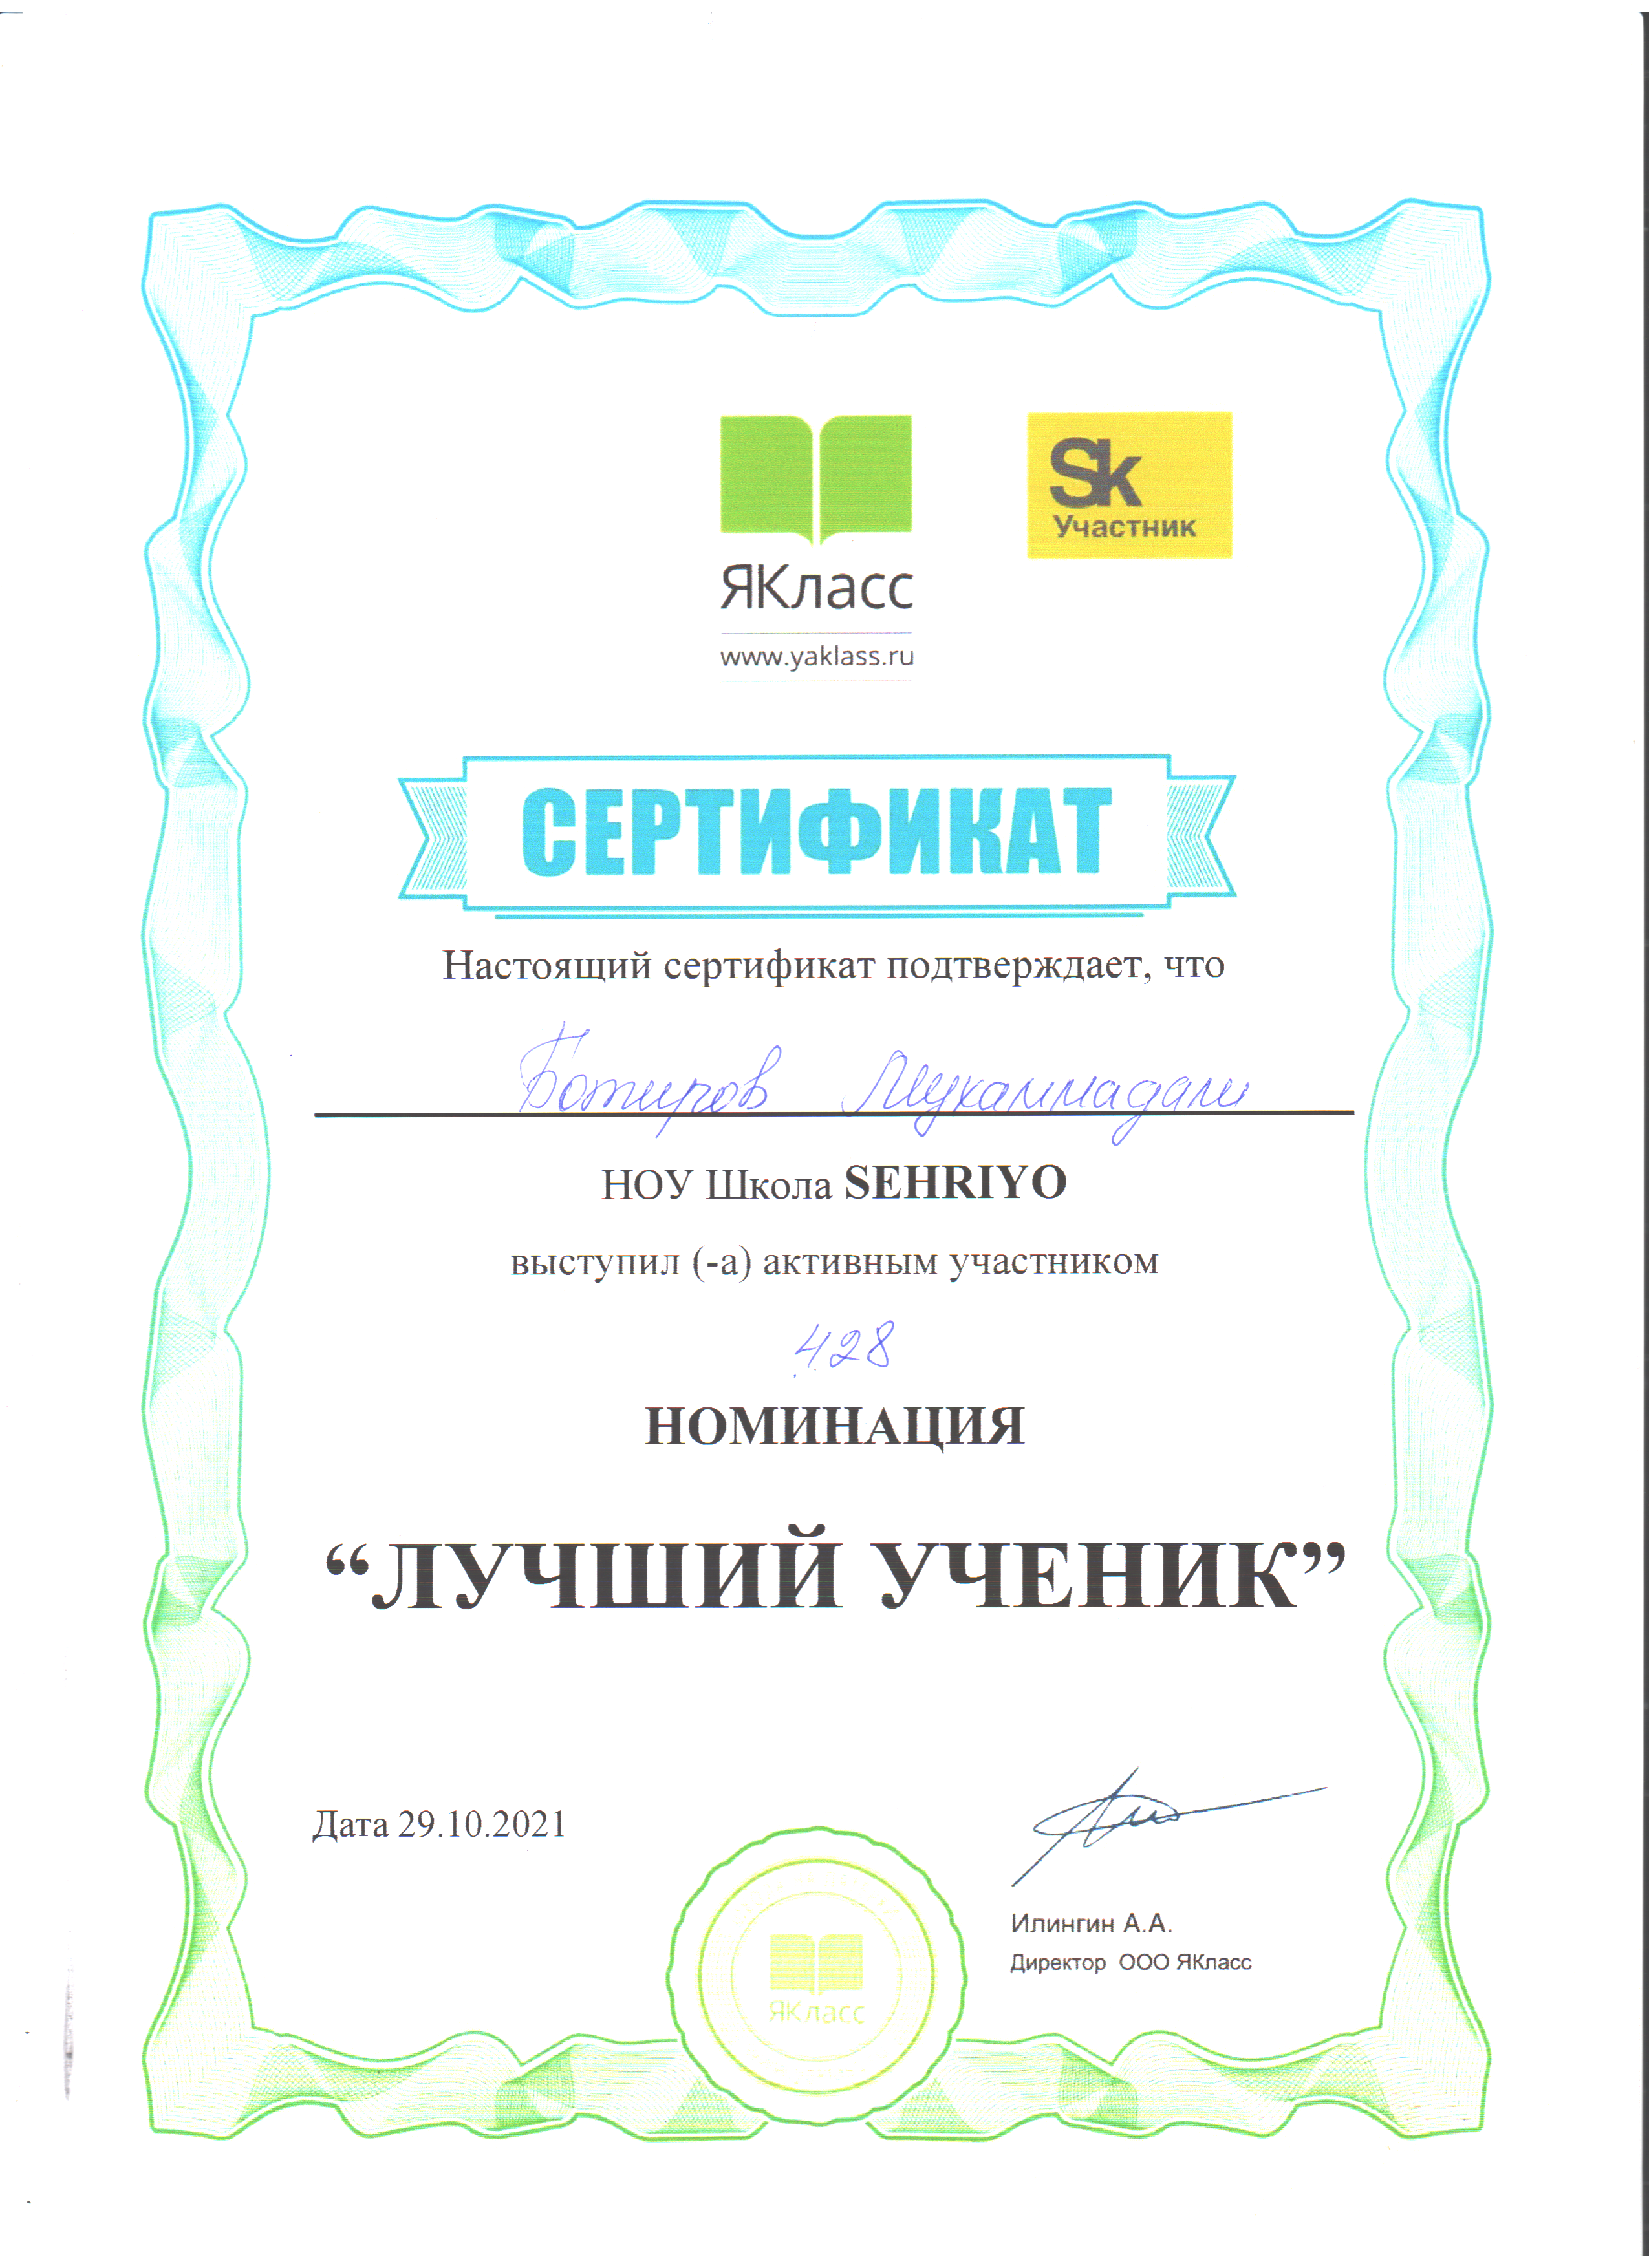 Sk
Участник
ЯКласс
www.yaklass.ru
СЕРТИФИКАТ
Настоящий сертификат подтверждает, что
Ботиров Мухаммадали
НОУ Школа SEHRIYO
выступил (-а) активным участником
428
НОМИНАЦИЯ
“ЛУЧШИЙ УЧЕНИК”
Дата 29.10.2021
Илингин А.А.
Директор ООО ЯКласс
ЯКласс